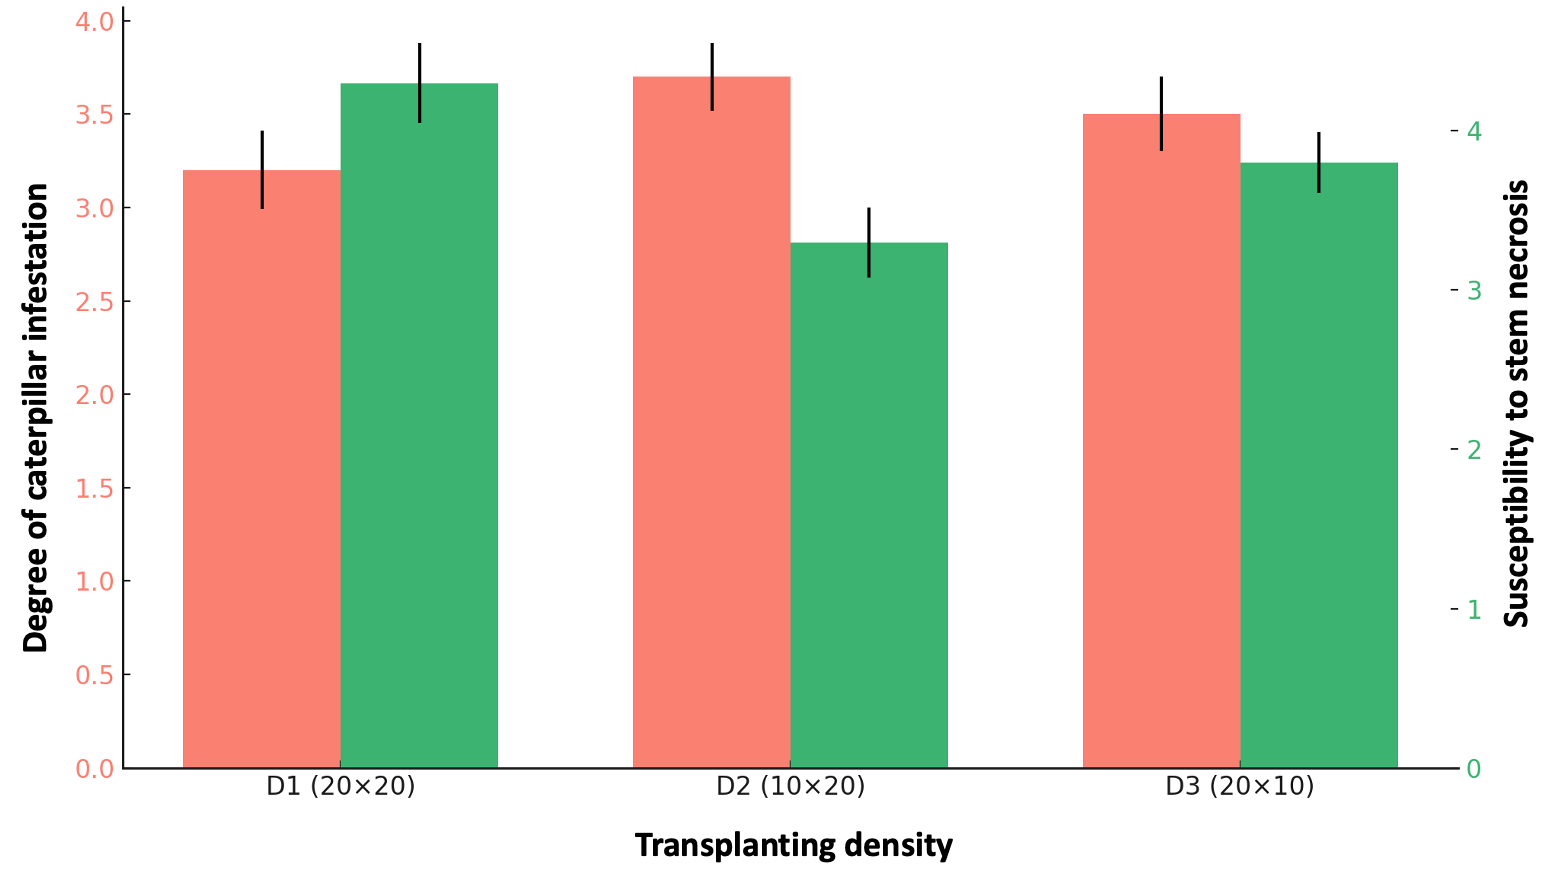 4.0
3.5
3.0
2.5
2.0
1.5
1.0
0.5
0.0
Degree of caterpillar infestation
4
3
2
1
0
Susceptibility to stem necrosis
D1 (20×20)
D2 (10×20)
D3 (20×10)
Transplanting density